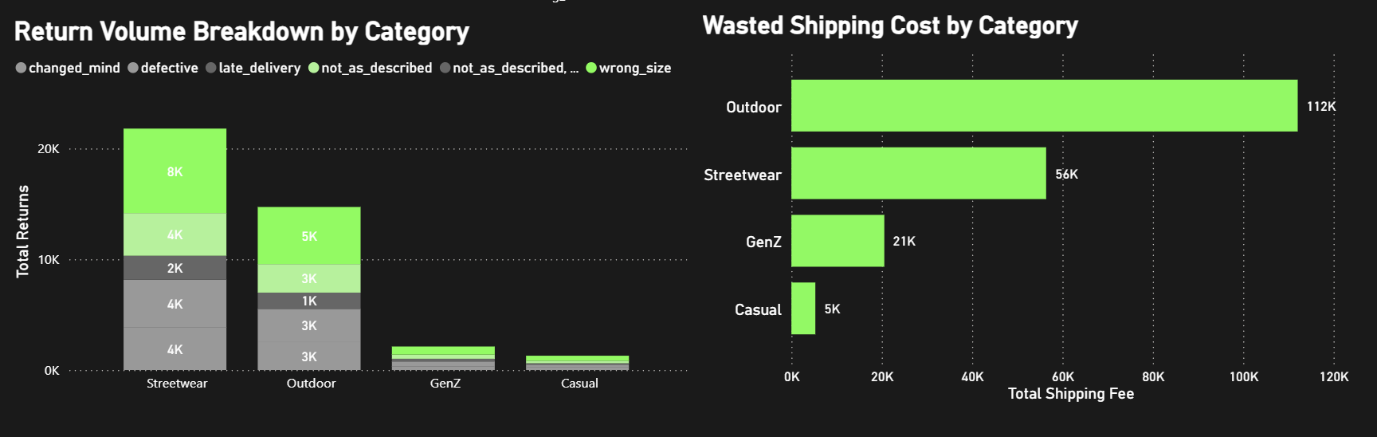 Return Volume Breakdown by Category
changed_mind defective late_delivery not_as_described not_as_described, ... wrong_size
Total Returns
20K
10K
0K
8K
4K
2K
4K
4K
5K
3K
1K
3K
3K
Streetwear Outdoor GenZ Casual
Wasted Shipping Cost by Category
Outdoor 112K
Streetwear 56K
GenZ 21K
Casual 5K
0K 20K 40K 60K 80K 100K 120K
Total Shipping Fee